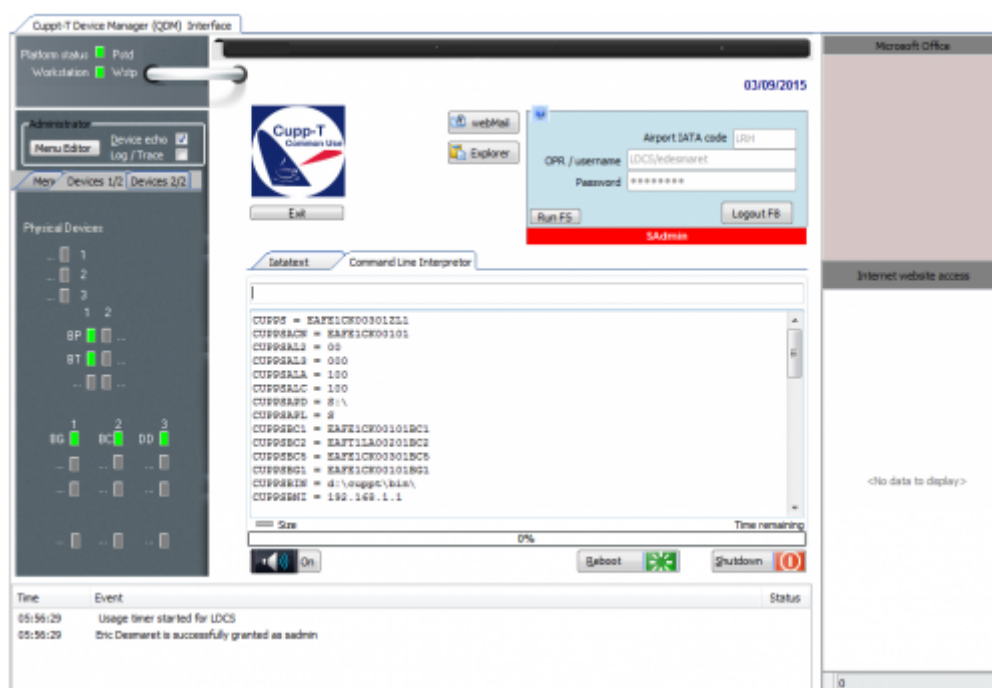 Cuppt-T Device Manager (QDM) Interface
Platform status Pstd
Workstation Wstp
Administrator
Menu Editor
Device echo
Log / Trace
Devices 1/2
Devices 2/2
Physical Devices
... 1
... 2
... 3
1 2
BP ...
BT ...
... ...
1 2 3
BG BC DD
... ... ...
... ... ...
... ... ...
03/09/2015
Cupp-T
Common Use
Exit
webMail
Explorer
Airport IATA code LRH
OPR / username LDCS/edesmaret
Password ********
Run F5
Logout F8
SAdmin
Iatatext
Command Line Interpretor
CUPPS = EAFE1CK00301ZL1
CUPPSACN = EAFE1CK00101
CUPPSAL2 = 00
CUPPSAL3 = 000
CUPPSALA = 100
CUPPSALC = 100
CUPPSAPD = S:\
CUPPSAPL = S
CUPPSBC1 = EAFE1CK00101BC1
CUPPSBC2 = EAFT1LA00201BC2
CUPPSBC5 = EAFE1CK00301BC5
CUPPSBG1 = EAFE1CK00101BG1
CUPPSBIN = d:\cuppt\bin\
CUPPSBNI = 192.168.1.1
Size
Time remaining
0%
On
Reboot
Shutdown
Time Event Status
05:56:29 Usage timer started for LDCS
05:56:29 Eric Desmaret is successfully granted as sadmin
Microsoft Office
Internet website access
<No data to display>
0